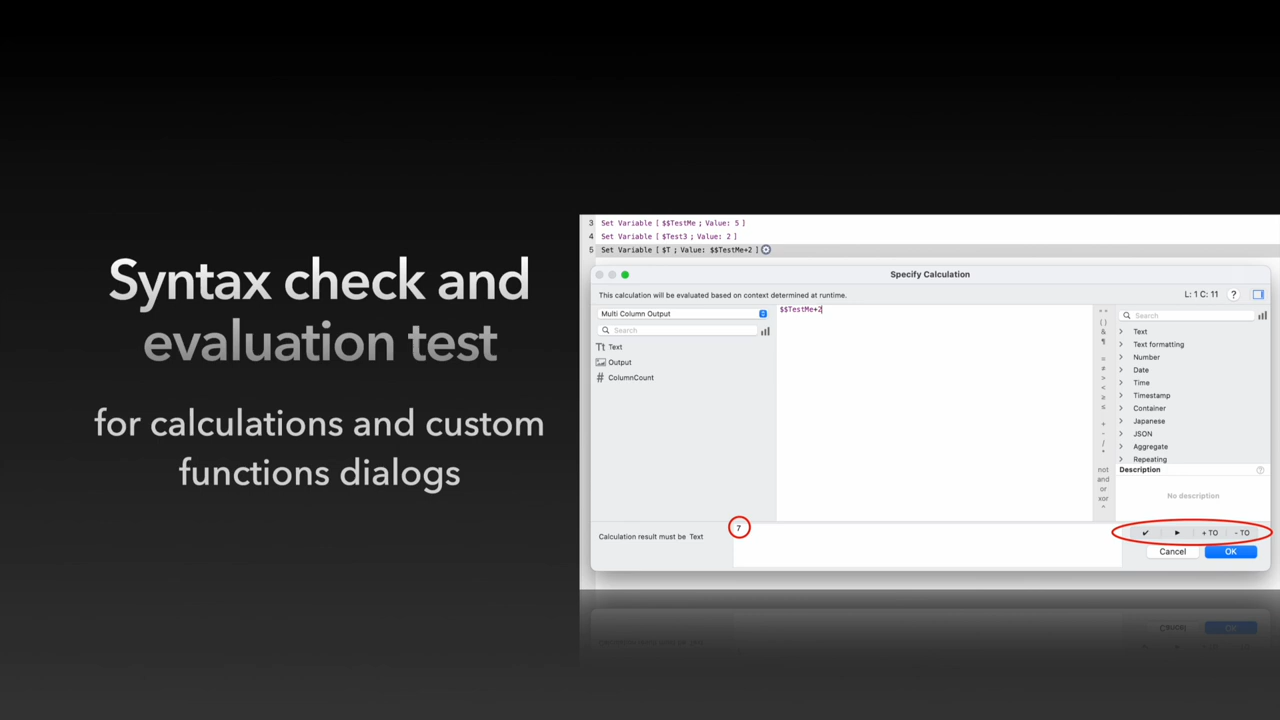 Syntax check and
evaluation test
for calculations and custom
functions dialogs
3 Set Variable [ $$TestMe ; Value: 5 ]
4 Set Variable [ $Test3 ; Value: 2 ]
5 Set Variable [ $T ; Value: $$TestMe+2 ]
Specify Calculation
This calculation will be evaluated based on context determined at runtime.
L: 1 C: 11 ?
Multi Column Output
Search
Tt Text
Output
# ColumnCount
$$TestMe+2
" "
( )
&
¶
=
≠
>
<
≥
≤
+
-
/
*
not
and
or
xor
^
Search
Text
Text formatting
Number
Date
Time
Timestamp
Container
Japanese
JSON
Aggregate
Repeating
Description ?
No description
Calculation result must be Text
7
+ TO - TO
Cancel OK